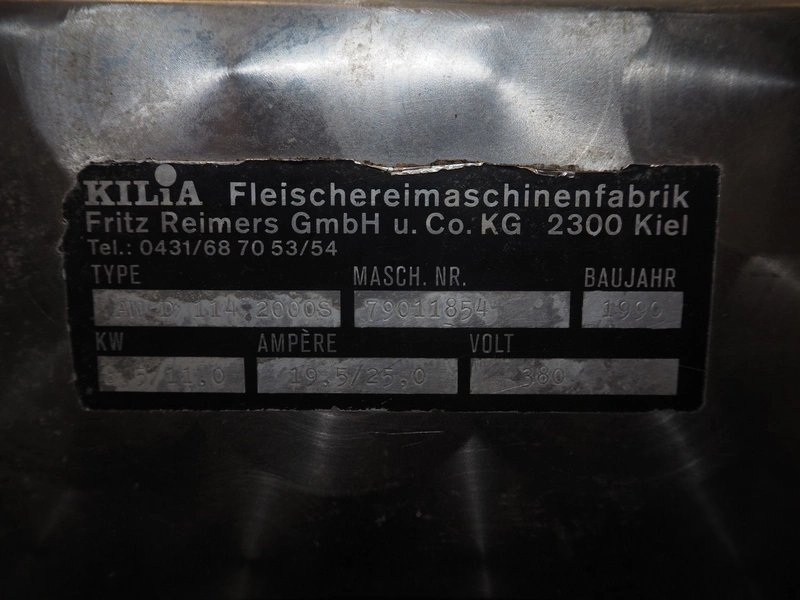 KILiA Fleischereimaschinenfabrik
Fritz Reimers GmbH u. Co. KG 2300 Kiel
Tel.: 0431/68 70 53/54
TYPE MASCH. NR. BAUJAHR
114 2000S 79011854 1990
KW AMPÈRE VOLT
11,0 19,5/25,0 380